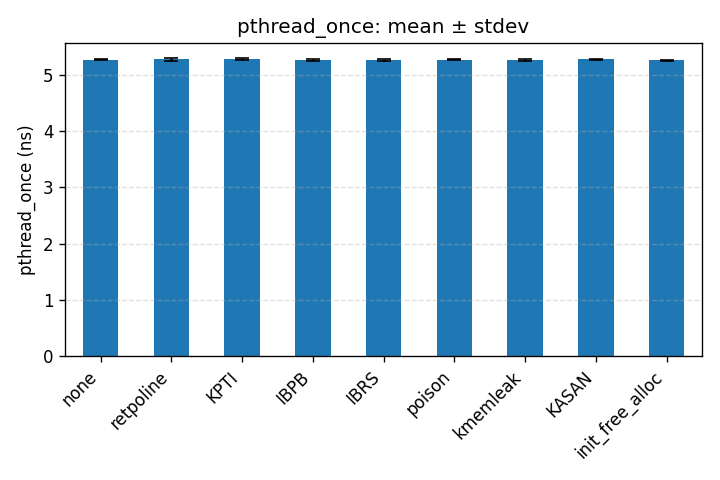 pthread_once: mean ± stdev
pthread_once (ns)
5
4
3
2
1
0
none
retpoline
KPTI
IBPB
IBRS
poison
kmemleak
KASAN
init_free_alloc